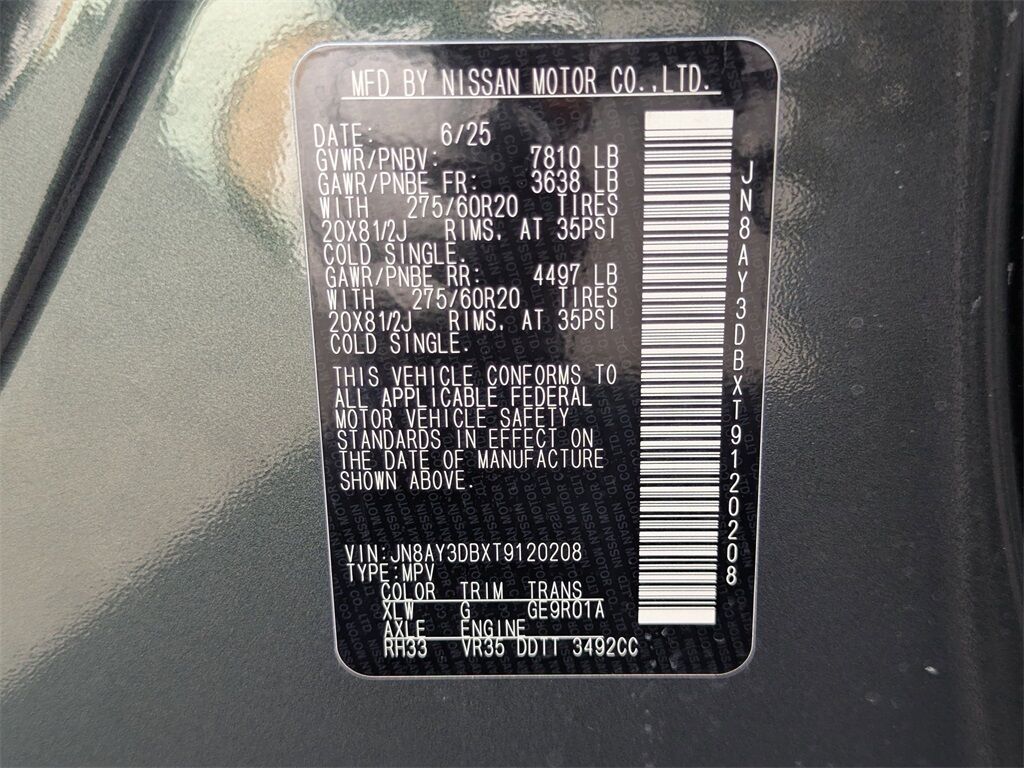 MFD BY NISSAN MOTOR CO.,LTD.
DATE: 6/25
GVWR/PNBV: 7810 LB
GAWR/PNBE FR: 3638 LB
WITH 275/60R20 TIRES
20X81/2J RIMS, AT 35PSI
COLD SINGLE.
GAWR/PNBE RR: 4497 LB
WITH 275/60R20 TIRES
20X81/2J RIMS, AT 35PSI
COLD SINGLE.
THIS VEHICLE CONFORMS TO
ALL APPLICABLE FEDERAL
MOTOR VEHICLE SAFETY
STANDARDS IN EFFECT ON
THE DATE OF MANUFACTURE
SHOWN ABOVE.
VIN:JN8AY3DBXT9120208
TYPE:MPV
COLOR TRIM TRANS
XLW G GE9R01A
AXLE ENGINE
RH33 VR35 DDTT 3492CC
JN8AY3DBXT9120208